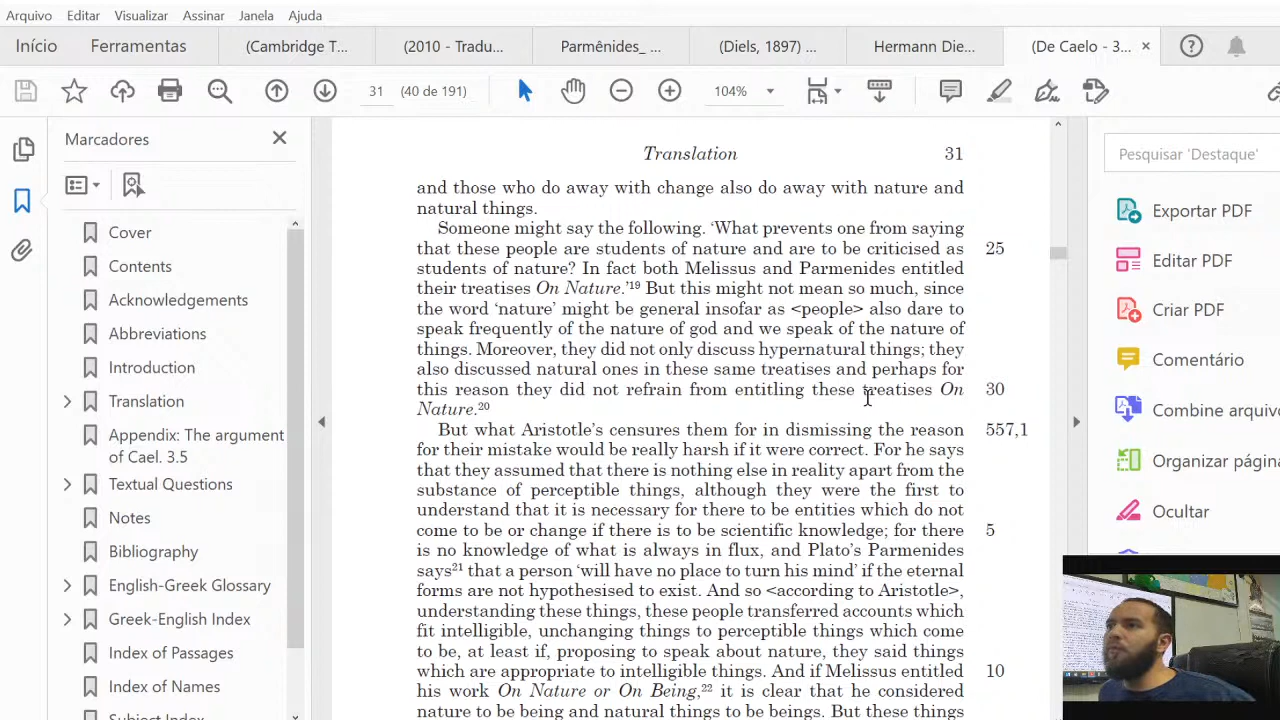 Arquivo Editar Visualizar Assinar Janela Ajuda
Início Ferramentas (Cambridge T... (2010 - Tradu... Parmênides_ ... (Diels, 1897) ... Hermann Die... (De Caelo - 3... ×
31 (40 de 191) 104%
Marcadores
Cover
Contents
Acknowledgements
Abbreviations
Introduction
Translation
Appendix: The argument
of Cael. 3.5
Textual Questions
Notes
Bibliography
English-Greek Glossary
Greek-English Index
Index of Passages
Index of Names
Subject Index
Translation 31
and those who do away with change also do away with nature and
natural things.
Someone might say the following. ‘What prevents one from saying
that these people are students of nature and are to be criticised as 25
students of nature? In fact both Melissus and Parmenides entitled
their treatises On Nature.’19 But this might not mean so much, since
the word ‘nature’ might be general insofar as <people> also dare to
speak frequently of the nature of god and we speak of the nature of
things. Moreover, they did not only discuss hypernatural things; they
also discussed natural ones in these same treatises and perhaps for
this reason they did not refrain from entitling these treatises On 30
Nature.20
But what Aristotle’s censures them for in dismissing the reason 557,1
for their mistake would be really harsh if it were correct. For he says
that they assumed that there is nothing else in reality apart from the
substance of perceptible things, although they were the first to
understand that it is necessary for there to be entities which do not
come to be or change if there is to be scientific knowledge; for there 5
is no knowledge of what is always in flux, and Plato’s Parmenides
says21 that a person ‘will have no place to turn his mind’ if the eternal
forms are not hypothesised to exist. And so <according to Aristotle>,
understanding these things, these people transferred accounts which
fit intelligible, unchanging things to perceptible things which come
to be, at least if, proposing to speak about nature, they said things
which are appropriate to intelligible things. And if Melissus entitled 10
his work On Nature or On Being,22 it is clear that he considered
nature to be being and natural things to be beings. But these things
Pesquisar 'Destaque'
Exportar PDF
Editar PDF
Criar PDF
Comentário
Combine arquivo
Organizar págin
Ocultar